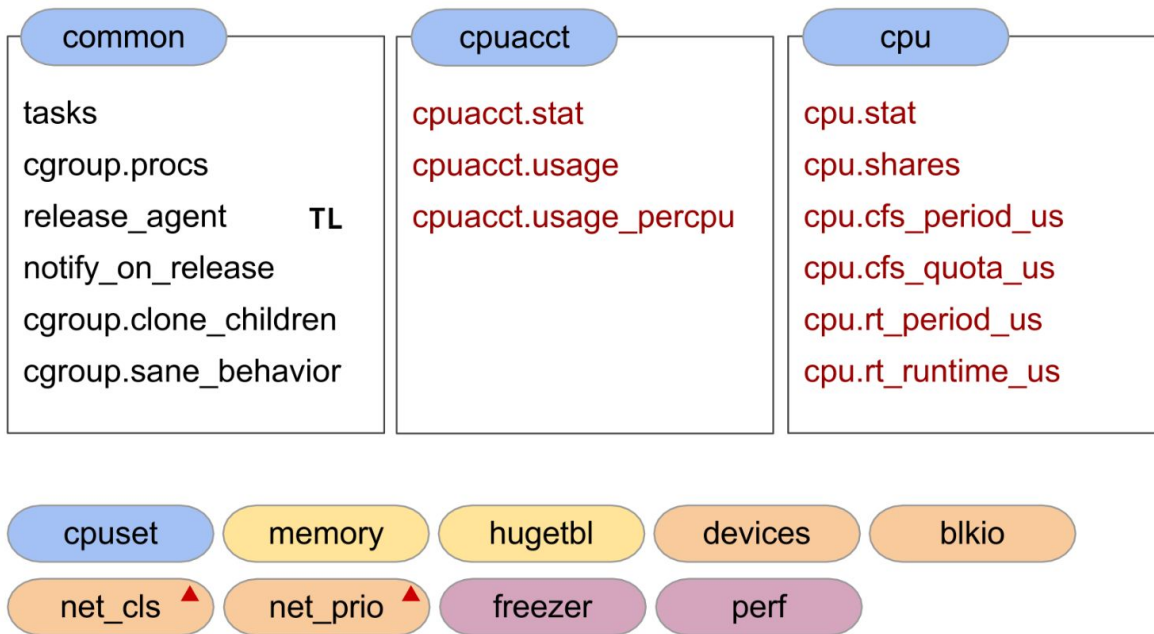 common
tasks
cgroup.procs
release_agent TL
notify_on_release
cgroup.clone_children
cgroup.sane_behavior
cpuacct
cpuacct.stat
cpuacct.usage
cpuacct.usage_percpu
cpu
cpu.stat
cpu.shares
cpu.cfs_period_us
cpu.cfs_quota_us
cpu.rt_period_us
cpu.rt_runtime_us
cpuset
memory
hugetbl
devices
blkio
net_cls
net_prio
freezer
perf